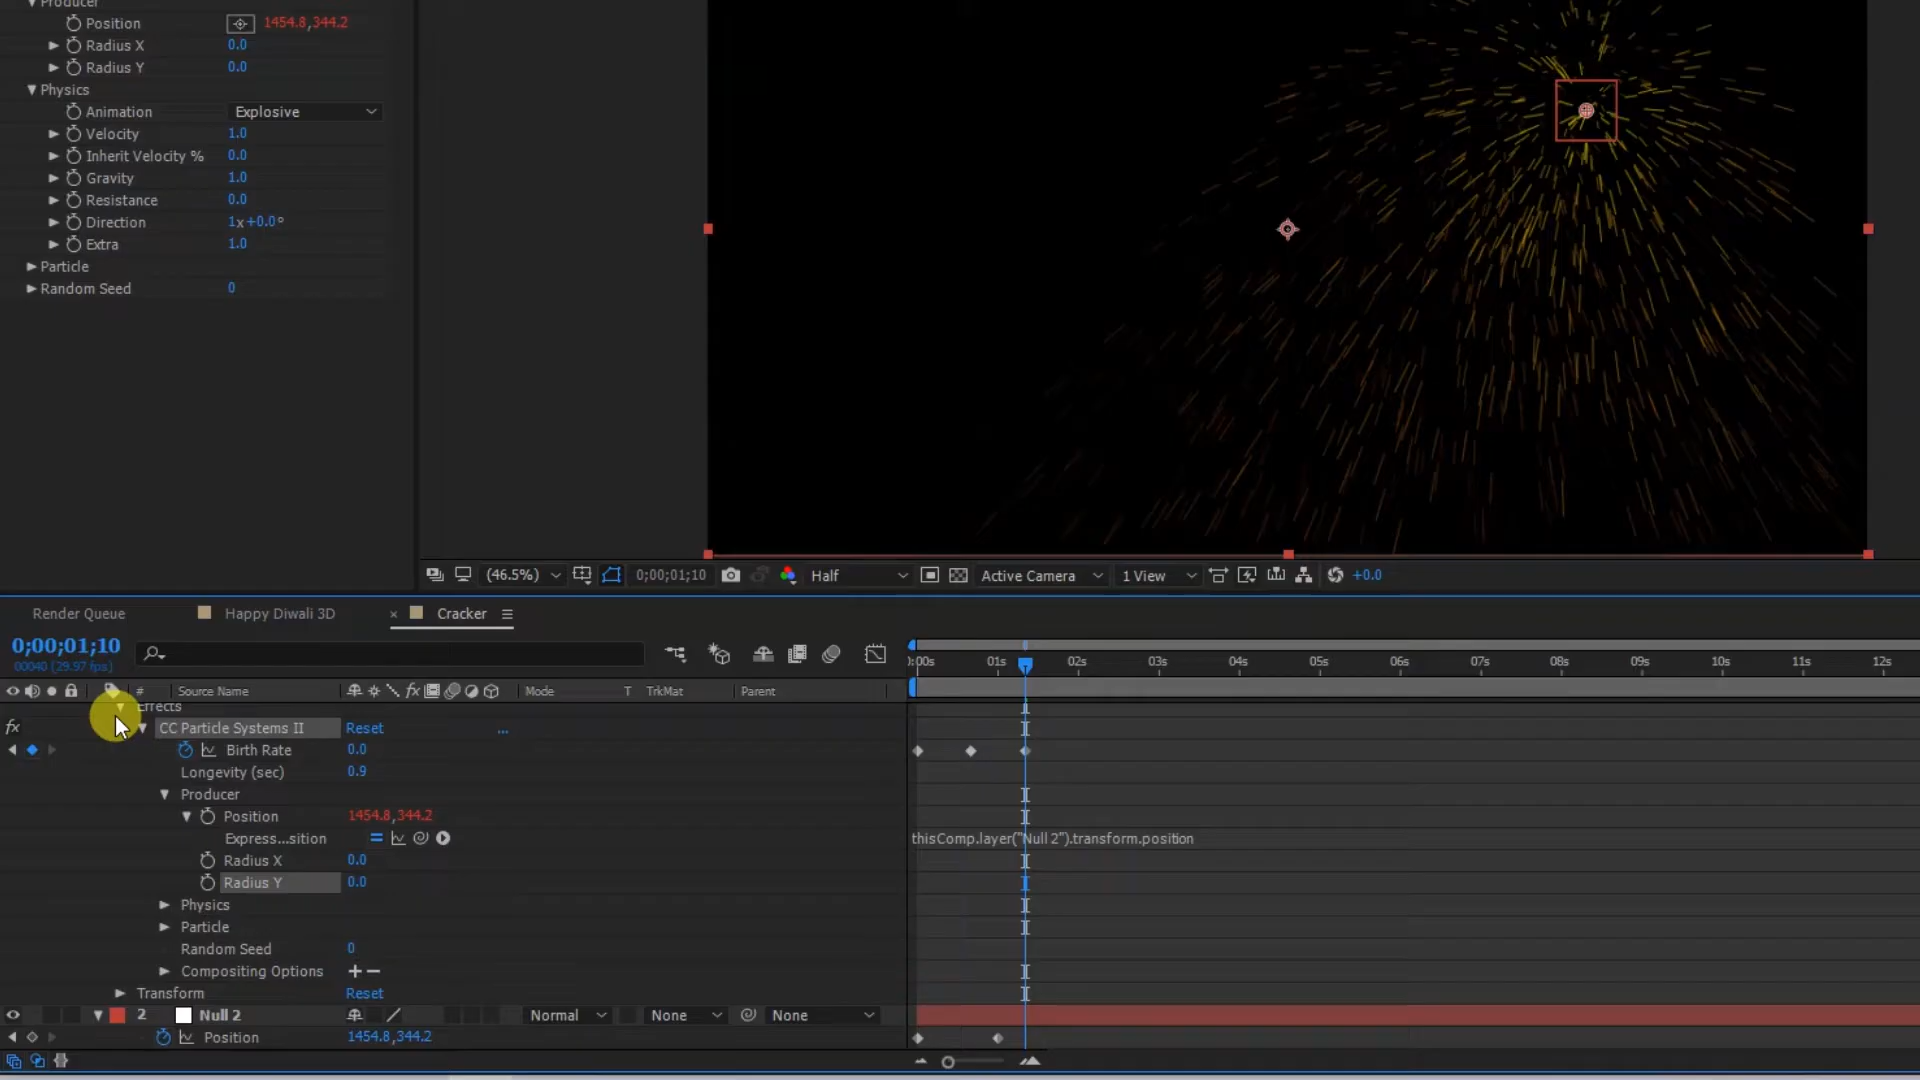 Producer
Position 1454.8,344.2
Radius X 0.0
Radius Y 0.0
Physics
Animation Explosive
Velocity 1.0
Inherit Velocity % 0.0
Gravity 1.0
Resistance 0.0
Direction 1x+0.0°
Extra 1.0
Particle
Random Seed 0
(46.5%) 0;00;01;10 Half Active Camera 1 View +0.0
Render Queue Happy Diwali 3D × Cracker
0;00;01;10
00040 (29.97 fps)
:00s 01s 02s 03s 04s 05s 06s 07s 08s 09s 10s 11s 12s
# Source Name fx Mode T TrkMat Parent
Effects
fx CC Particle Systems II Reset ...
Birth Rate 0.0
Longevity (sec) 0.9
Producer
Position 1454.8,344.2
Express...sition thisComp.layer("Null 2").transform.position
Radius X 0.0
Radius Y 0.0
Physics
Particle
Random Seed 0
Compositing Options + −
Transform Reset
2 Null 2 Normal None None
Position 1454.8,344.2